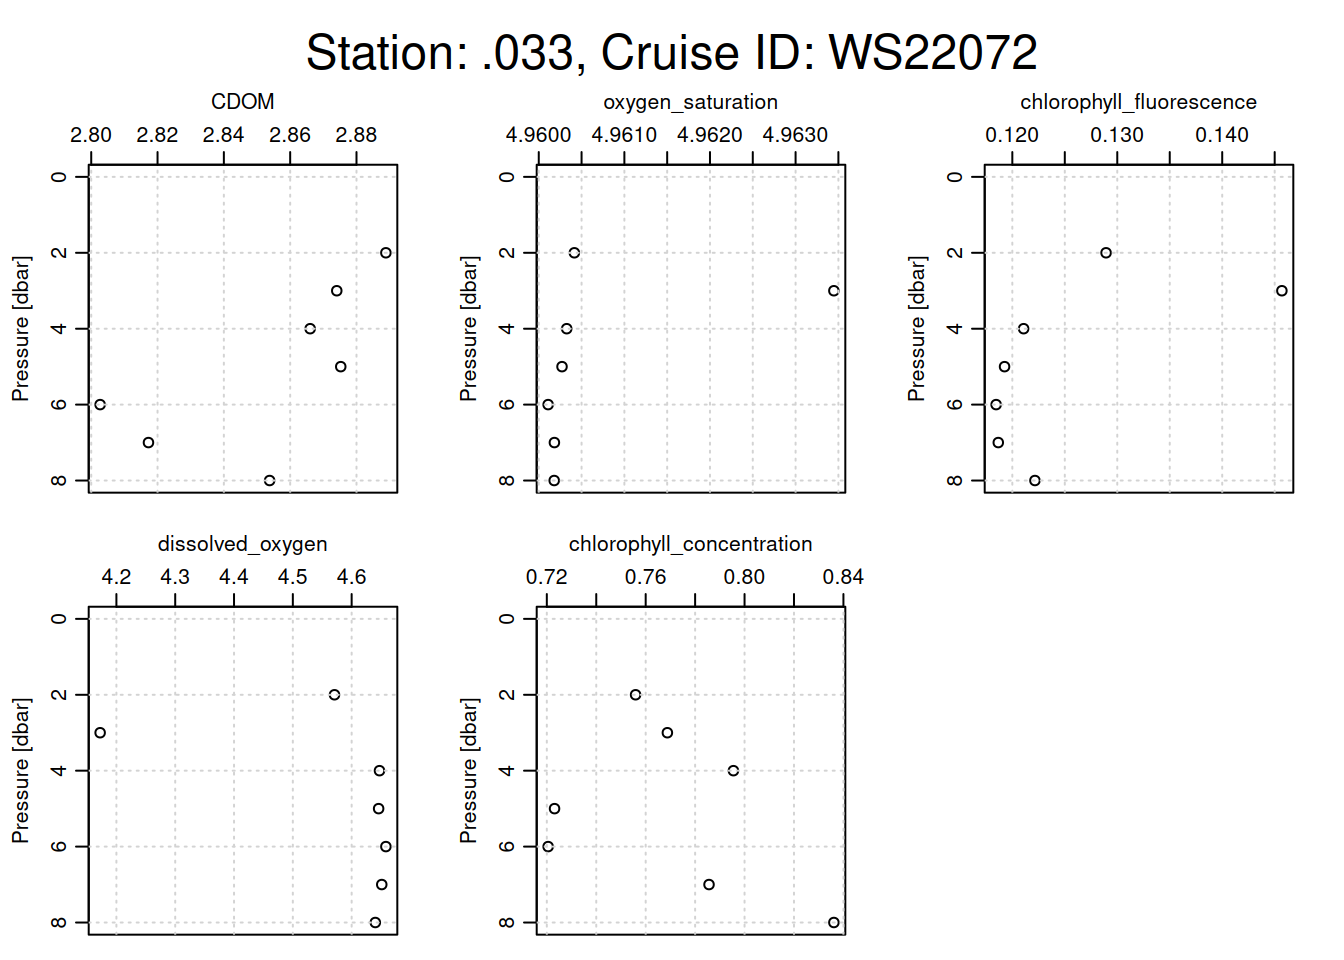 Station: .033, Cruise ID: WS22072
CDOM
2.80 2.82 2.84 2.86 2.88
Pressure [dbar]
0
2
4
6
8
oxygen_saturation
4.9600 4.9610 4.9620 4.9630
Pressure [dbar]
0
2
4
6
8
chlorophyll_fluorescence
0.120 0.130 0.140
Pressure [dbar]
0
2
4
6
8
dissolved_oxygen
4.2 4.3 4.4 4.5 4.6
Pressure [dbar]
0
2
4
6
8
chlorophyll_concentration
0.72 0.76 0.80 0.84
Pressure [dbar]
0
2
4
6
8